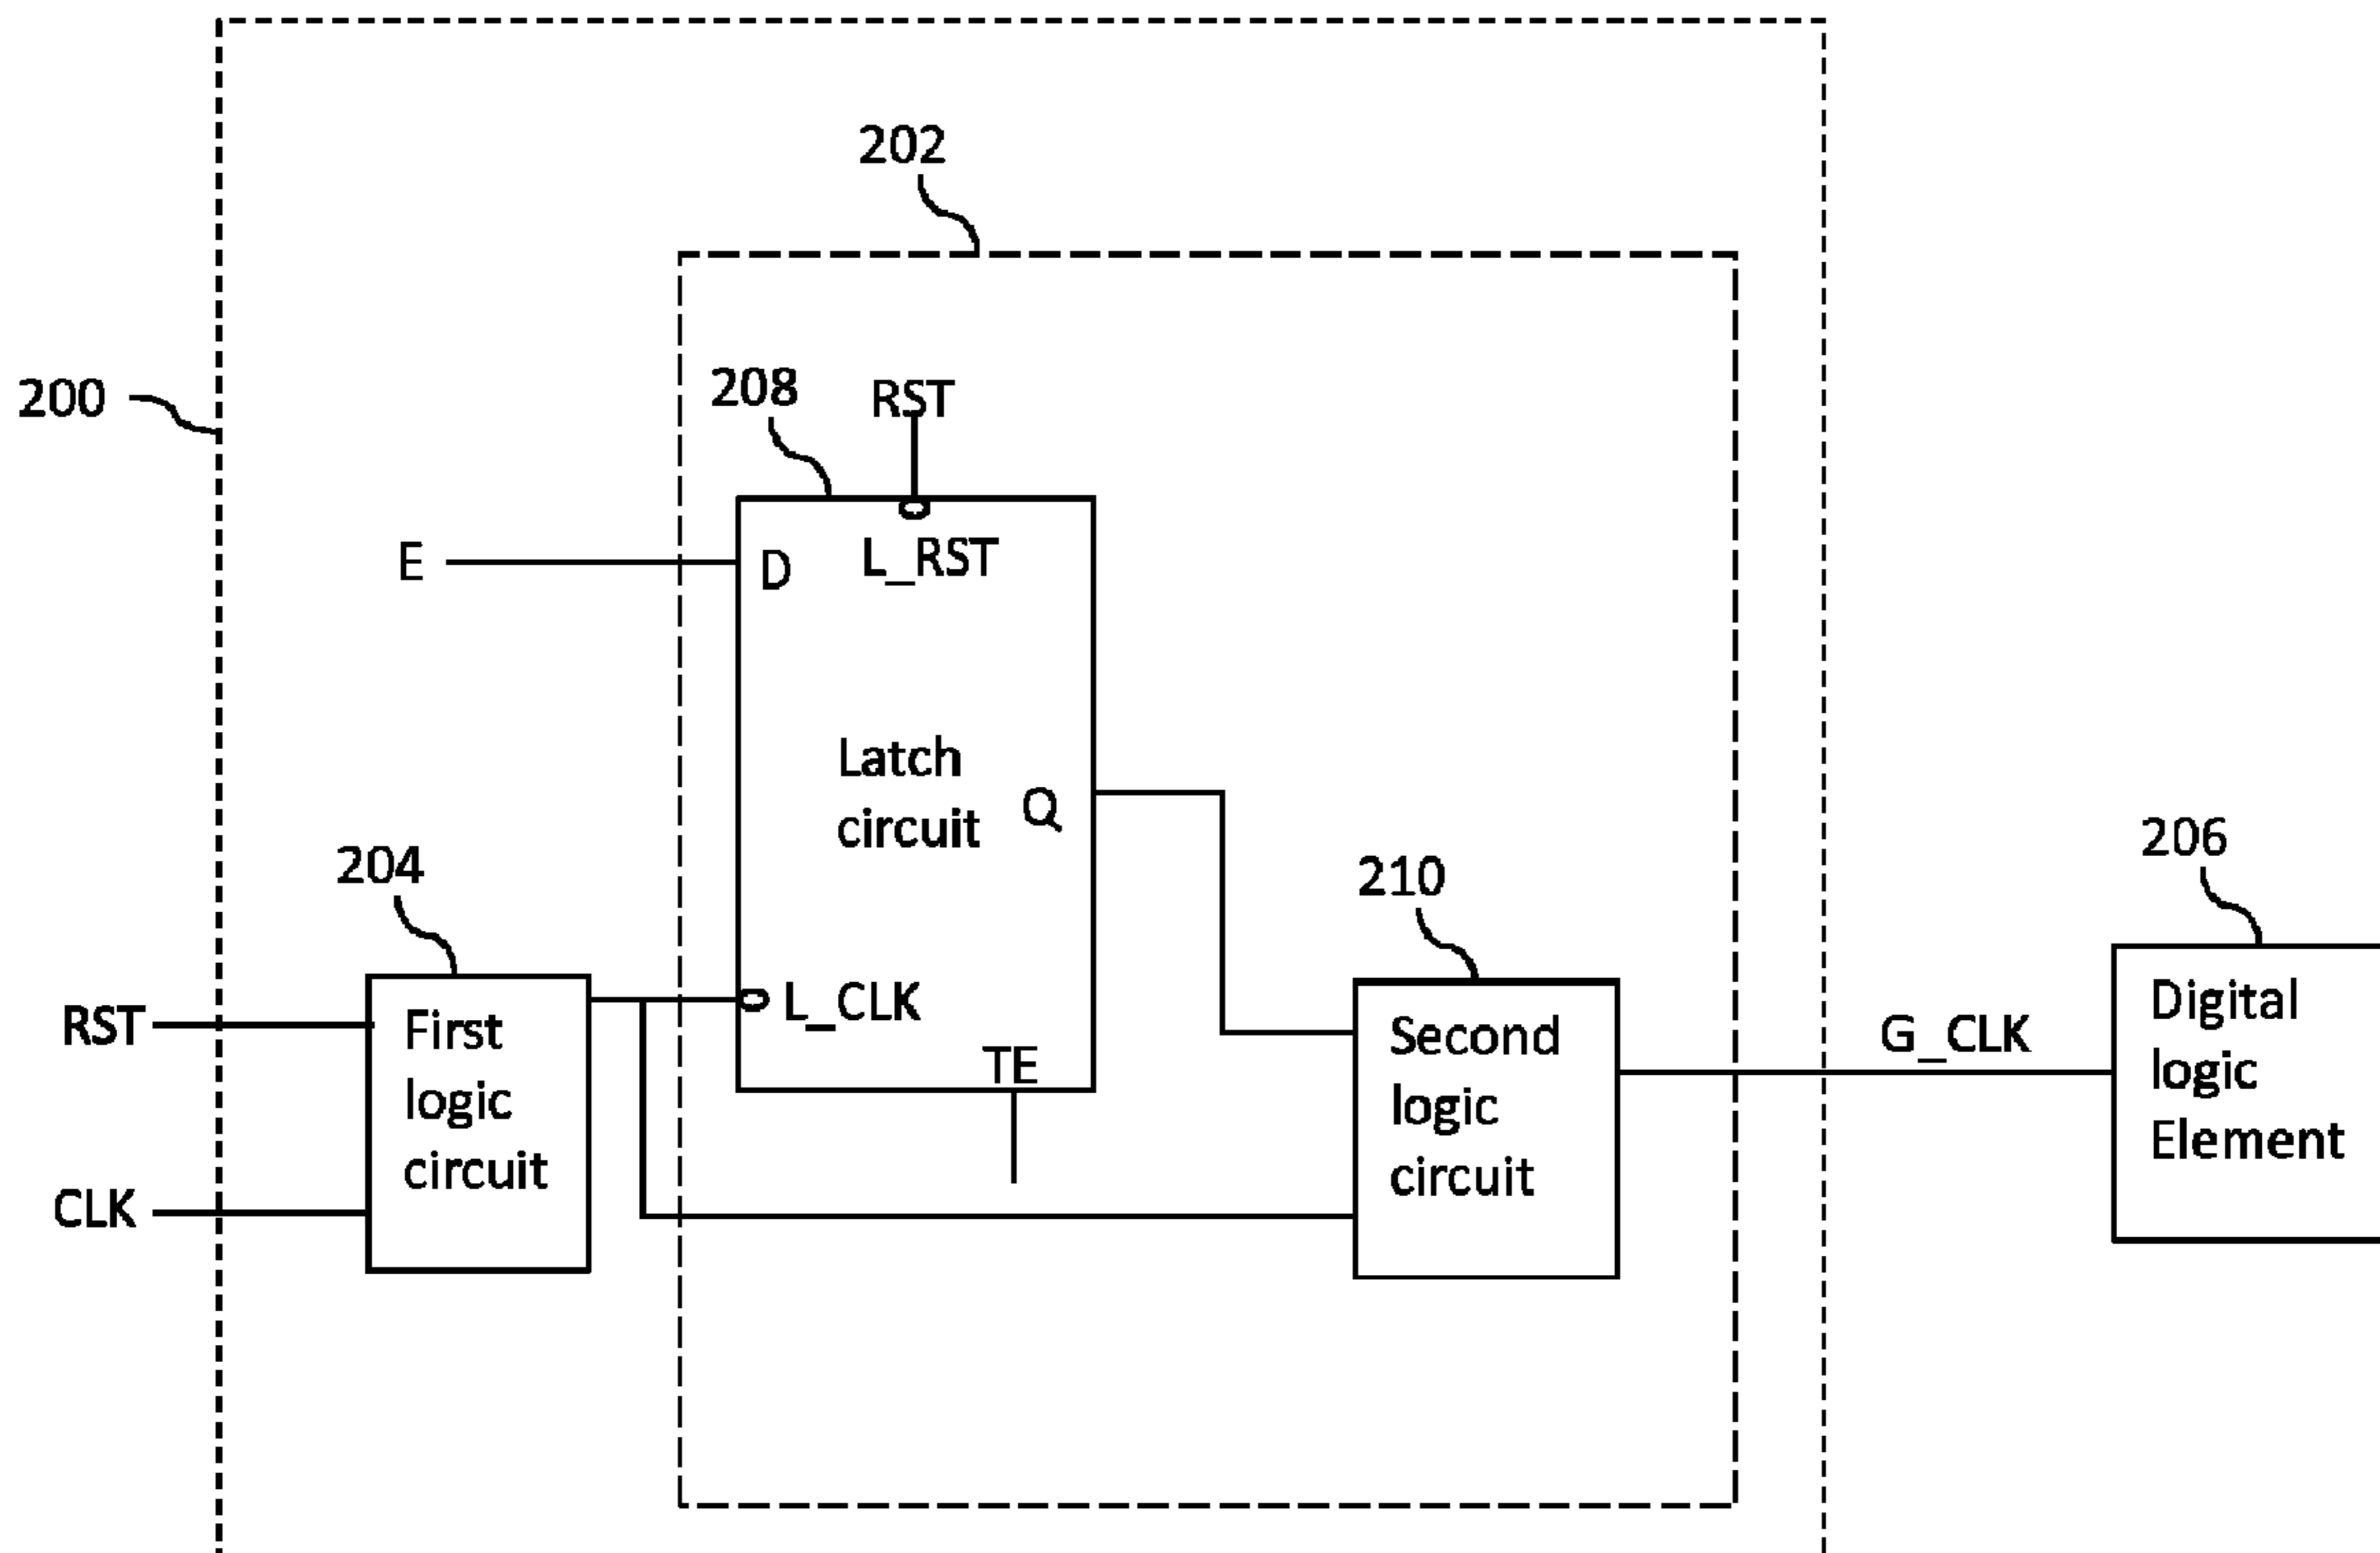 202
200
208
RST
E
D
L_RST
Latch
circuit
Q
204
210
206
RST
First
logic
circuit
L_CLK
TE
Second
logic
circuit
G_CLK
Digital
logic
Element
CLK